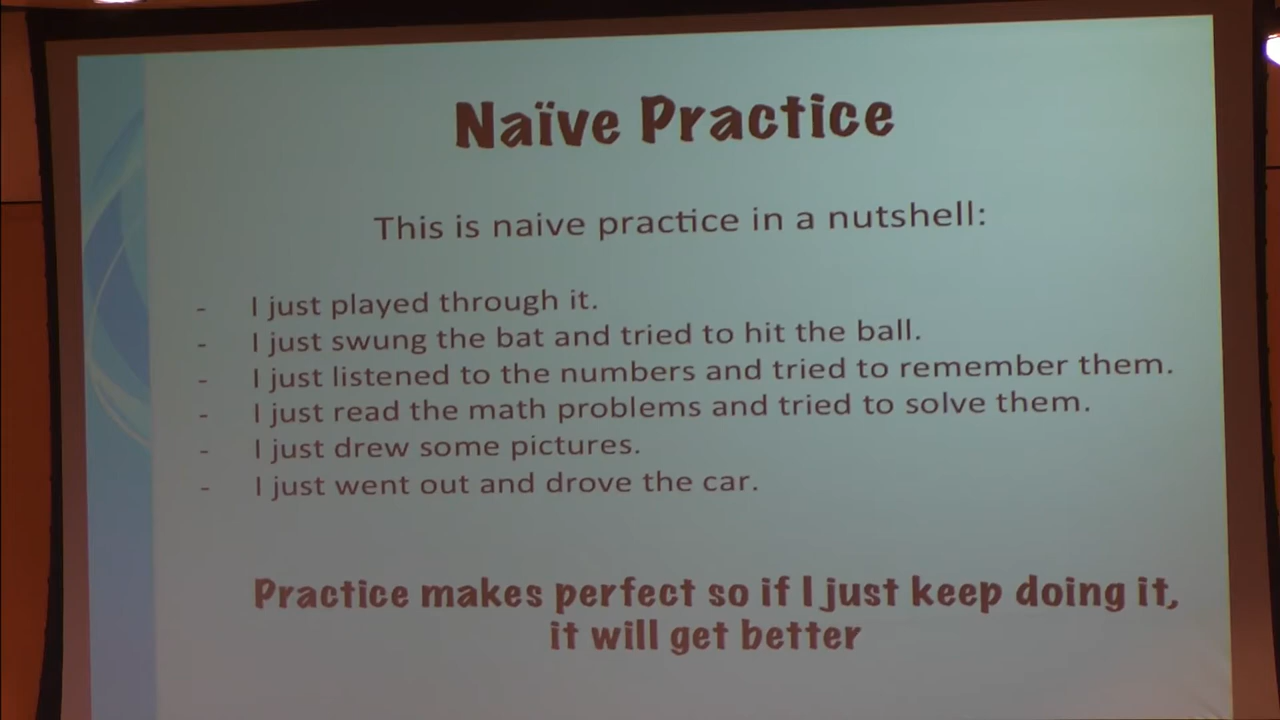 Naïve Practice
This is naive practice in a nutshell:
- I just played through it.
- I just swung the bat and tried to hit the ball.
- I just listened to the numbers and tried to remember them.
- I just read the math problems and tried to solve them.
- I just drew some pictures.
- I just went out and drove the car.
Practice makes perfect so if I just keep doing it,
it will get better